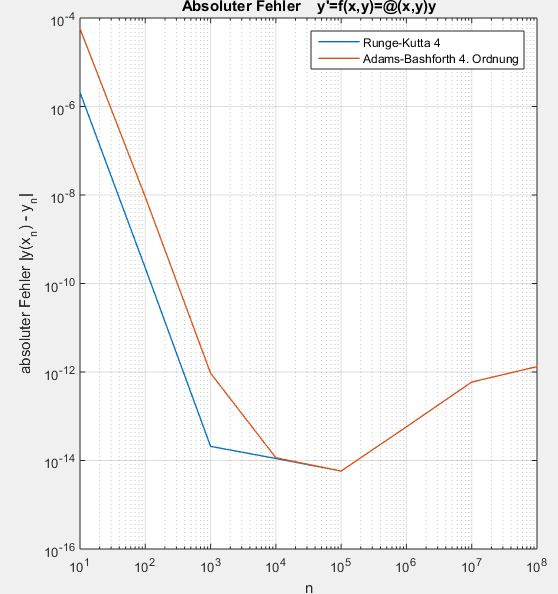 Absoluter Fehler y'=f(x,y)=@(x,y)y
10^-4
Runge-Kutta 4
Adams-Bashforth 4. Ordnung
10^-6
10^-8
10^-10
10^-12
10^-14
10^-16
absoluter Fehler |y(x_n) - y_n|
10^1 10^2 10^3 10^4 10^5 10^6 10^7 10^8
n